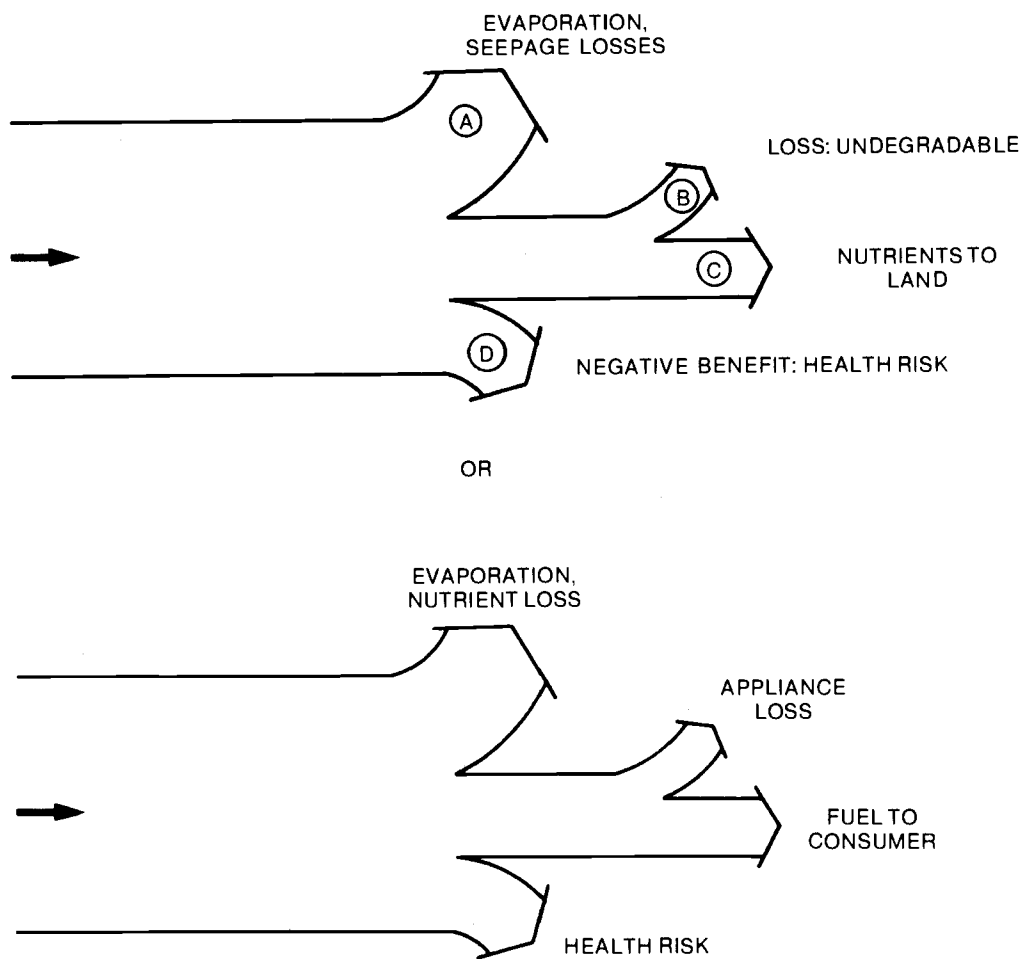 EVAPORATION,
SEEPAGE LOSSES
A
LOSS: UNDEGRADABLE
B
NUTRIENTS TO
LAND
C
D
NEGATIVE BENEFIT: HEALTH RISK
OR
EVAPORATION,
NUTRIENT LOSS
APPLIANCE
LOSS
FUEL TO
CONSUMER
HEALTH RISK